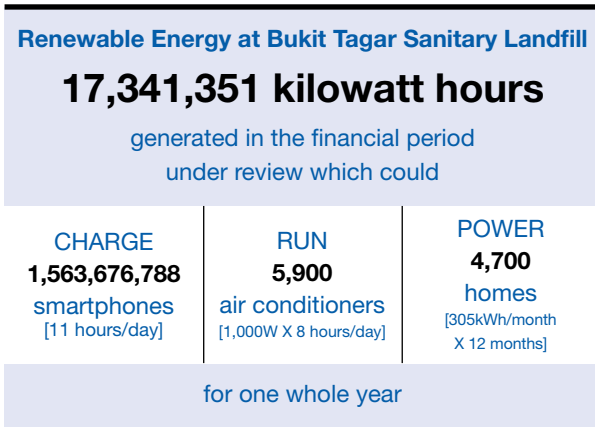 Renewable Energy at Bukit Tagar Sanitary Landfill
17,341,351 kilowatt hours
generated in the financial period
under review which could
CHARGE
1,563,676,788
smartphones
[11 hours/day]
RUN
5,900
air conditioners
[1,000W X 8 hours/day]
POWER
4,700
homes
[305kWh/month
X 12 months]
for one whole year